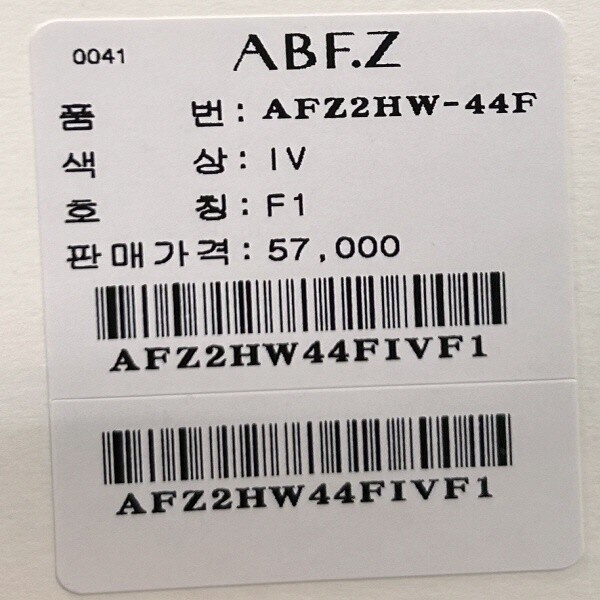 0041 ABF.Z
품 번: AFZ2HW-44F
색 상: IV
호 칭: F1
판매가격: 57,000
AFZ2HW44FIVF1
AFZ2HW44FIVF1